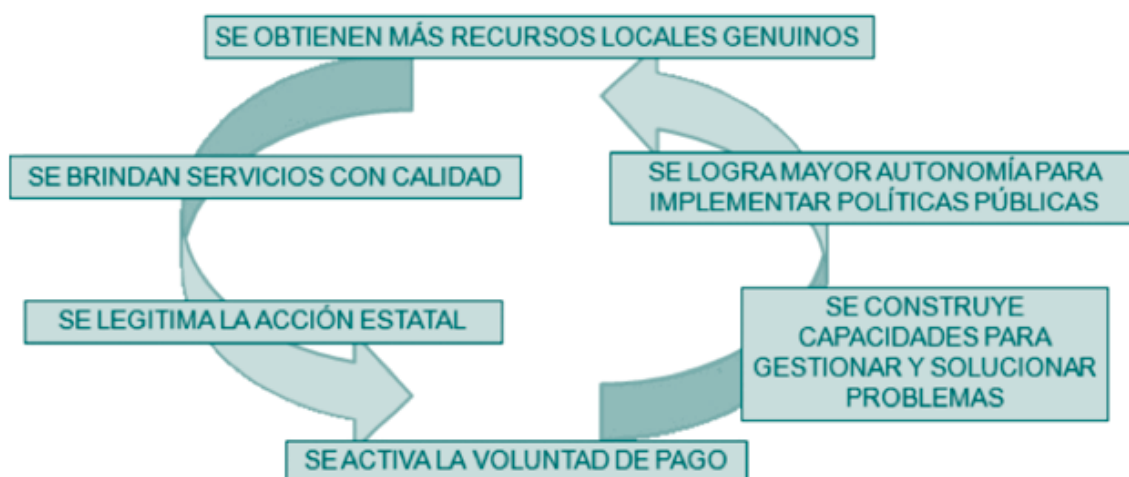 SE OBTIENEN MÁS RECURSOS LOCALES GENUINOS
SE BRINDAN SERVICIOS CON CALIDAD
SE LOGRA MAYOR AUTONOMÍA PARA
IMPLEMENTAR POLÍTICAS PÚBLICAS
SE LEGITIMA LA ACCIÓN ESTATAL
SE CONSTRUYE
CAPACIDADES PARA
GESTIONAR Y SOLUCIONAR
PROBLEMAS
SE ACTIVA LA VOLUNTAD DE PAGO